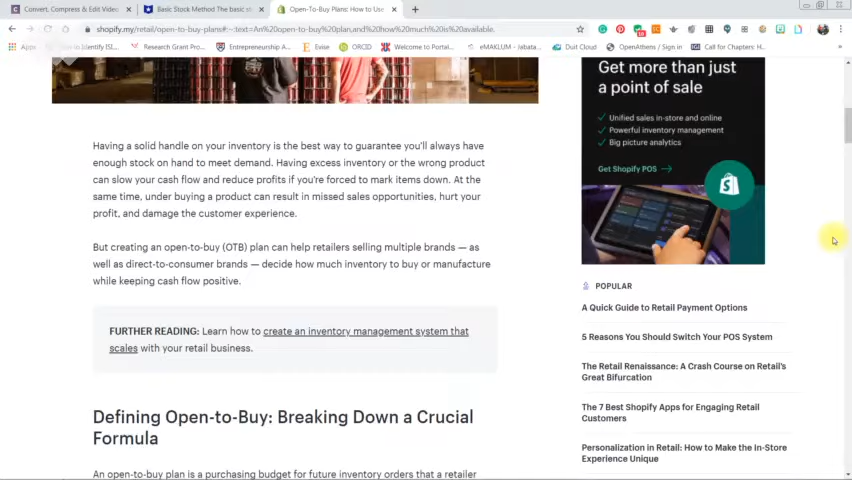 Convert, Compress & Edit Video
Basic Stock Method The basic st
Open-To-Buy Plans: How to Use
shopify.my/retail/open-to-buy-plans#:~:text=An%20open-to-buy%20plan,and%20how%20much%20is%20available.
Apps
How to Identify ISI...
Research Grant Pro...
Entrepreneurship A...
Evise
ORCID
Welcome to Portal...
eMAKLUM - Jabata...
Duit Cloud
OpenAthens / Sign in
Call for Chapters: H...
Having a solid handle on your inventory is the best way to guarantee you'll always have
enough stock on hand to meet demand. Having excess inventory or the wrong product
can slow your cash flow and reduce profits if you're forced to mark items down. At the
same time, under buying a product can result in missed sales opportunities, hurt your
profit, and damage the customer experience.
But creating an open-to-buy (OTB) plan can help retailers selling multiple brands — as
well as direct-to-consumer brands — decide how much inventory to buy or manufacture
while keeping cash flow positive.
FURTHER READING: Learn how to create an inventory management system that
scales with your retail business.
Defining Open-to-Buy: Breaking Down a Crucial
Formula
An open-to-buy plan is a purchasing budget for future inventory orders that a retailer
Get more than just
a point of sale
Unified sales in-store and online
Powerful inventory management
Big picture analytics
Get Shopify POS
POPULAR
A Quick Guide to Retail Payment Options
5 Reasons You Should Switch Your POS System
The Retail Renaissance: A Crash Course on Retail's
Great Bifurcation
The 7 Best Shopify Apps for Engaging Retail
Customers
Personalization in Retail: How to Make the In-Store
Experience Unique